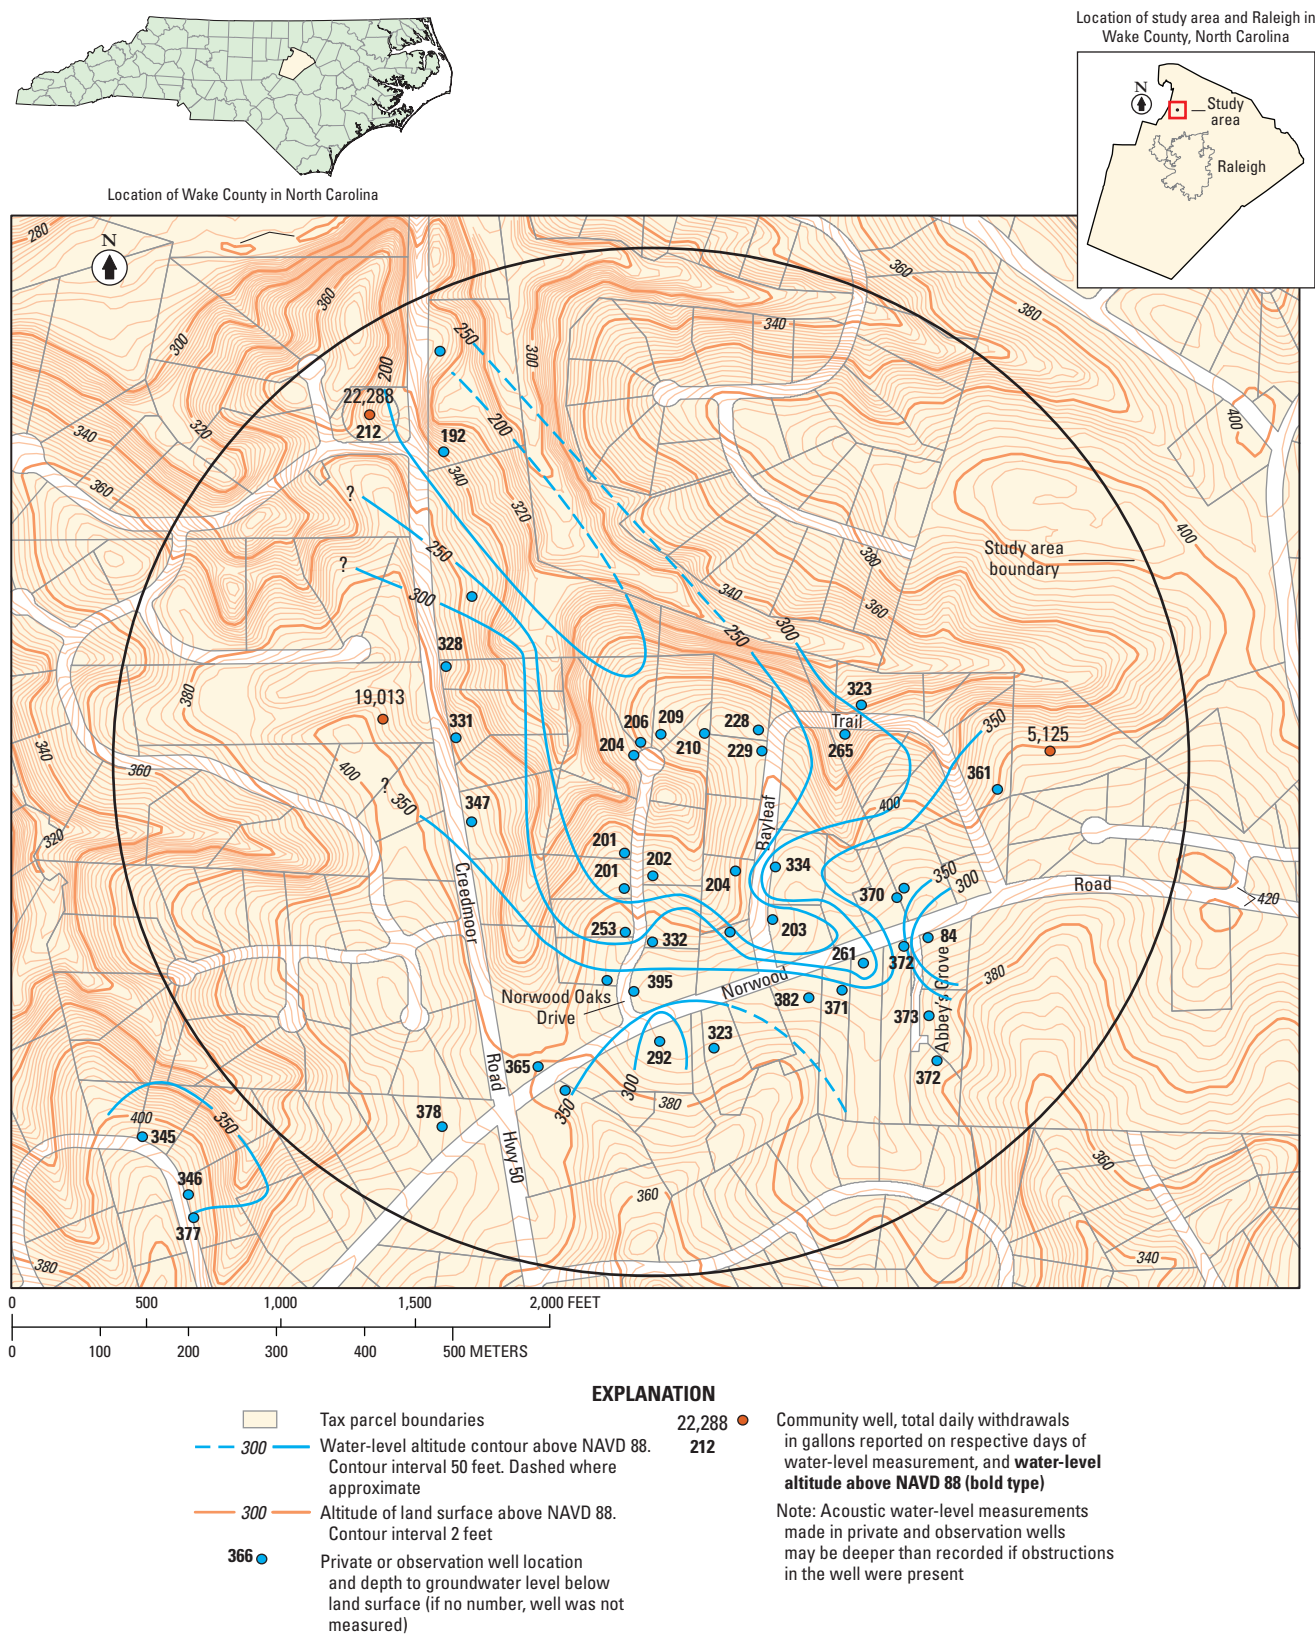 Location of study area and Raleigh in
Wake County, North Carolina
N
Study
area
Raleigh
Location of Wake County in North Carolina
N
280
360
300
200
250
300
340
360
380
22,288
212
192
200
320
340
400
340
360
?
340
320
250
?
300
380
400
Study area
boundary
340
360
328
250
300
323
380
19,013
331
206
209
204
210
228
229
Trail
265
350
5,125
361
340
360
400
?
350
347
400
320
Creedmoor
201
202
201
204
Bayleaf
334
370
350
300
Road
420
253
332
203
261
372
84
380
Norwood
395
Norwood Oaks
Drive
382
371
373
Abbey's Grove
372
292
323
365
Road
350
300
380
378
Hwy 50
400
350
345
346
377
360
360
380
340
0
500
1,000
1,500
2,000 FEET
0
100
200
300
400
500 METERS
EXPLANATION
Tax parcel boundaries
300
Water-level altitude contour above NAVD 88.
Contour interval 50 feet. Dashed where
approximate
300
Altitude of land surface above NAVD 88.
Contour interval 2 feet
366
Private or observation well location
and depth to groundwater level below
land surface (if no number, well was not
measured)
22,288
212
Community well, total daily withdrawals
in gallons reported on respective days of
water-level measurement, and water-level
altitude above NAVD 88 (bold type)
Note: Acoustic water-level measurements
made in private and observation wells
may be deeper than recorded if obstructions
in the well were present